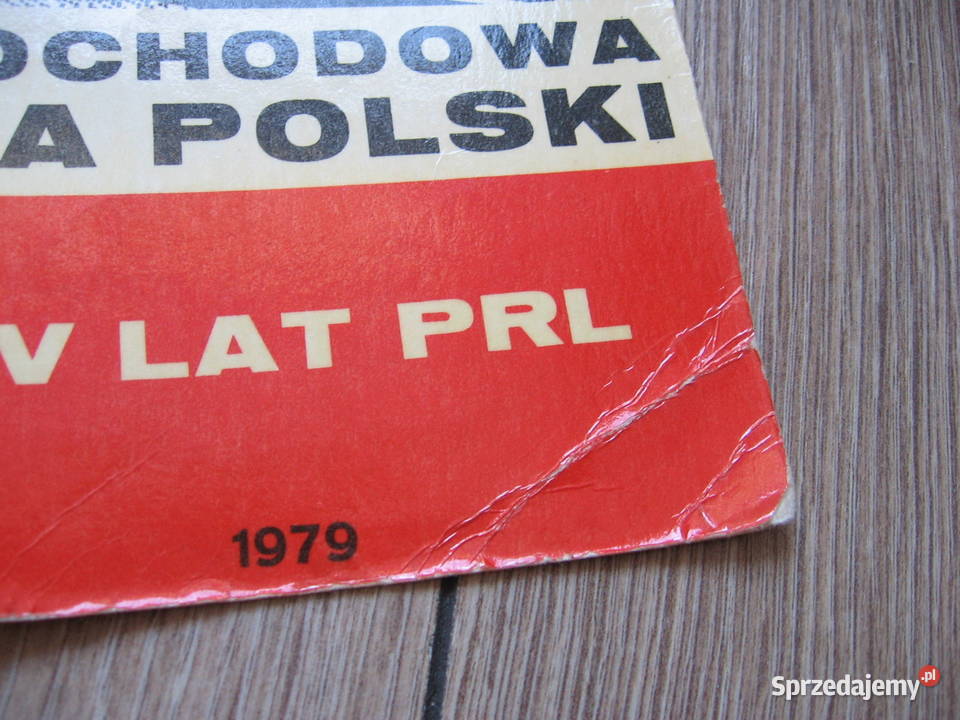 OCHODOWA
A POLSKI
V LAT PRL
1979
Sprzedajemy.pl